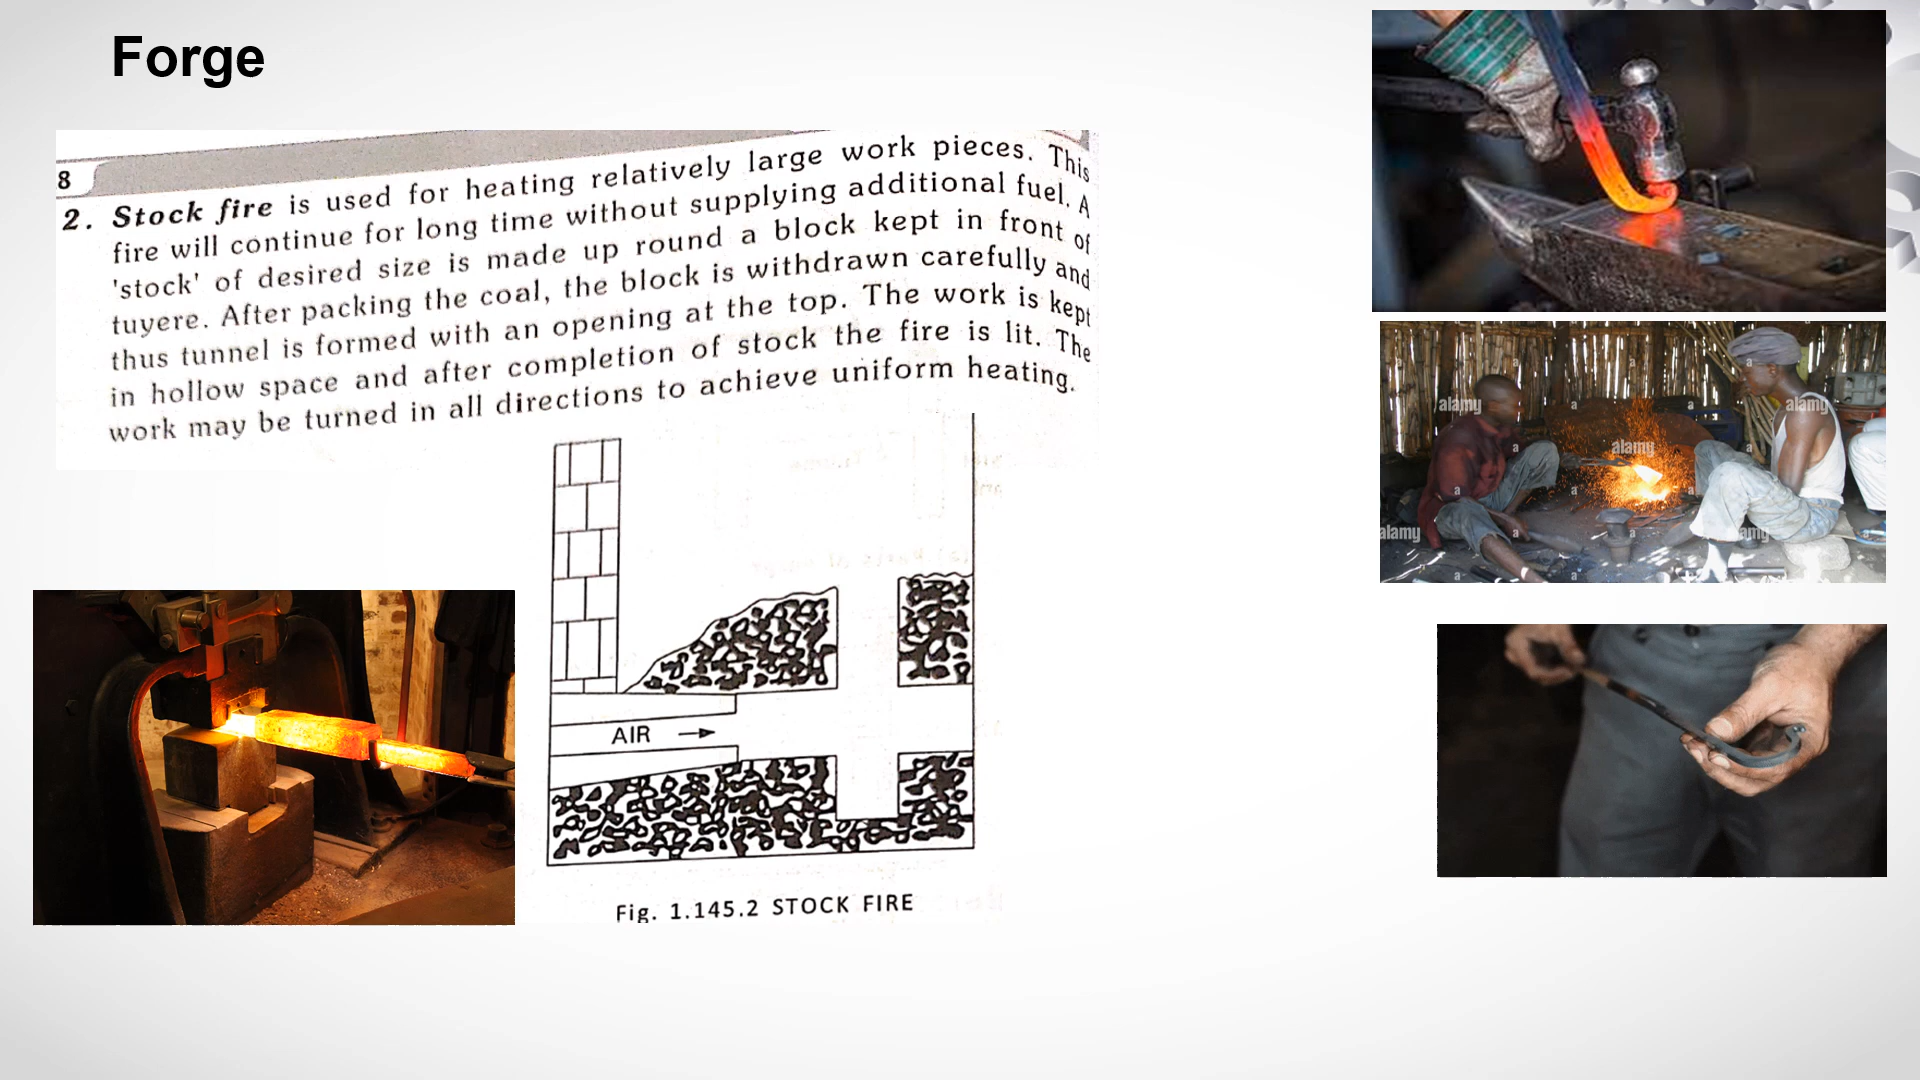 Forge
8
2. Stock fire is used for heating relatively large work pieces. This
fire will continue for long time without supplying additional fuel. A
'stock' of desired size is made up round a block kept in front of
tuyere. After packing the coal, the block is withdrawn carefully and
thus tunnel is formed with an opening at the top. The work is kept
in hollow space and after completion of stock the fire is lit. The
work may be turned in all directions to achieve uniform heating.
AIR
Fig. 1.145.2 STOCK FIRE
alamy
alamy
alamy
alamy